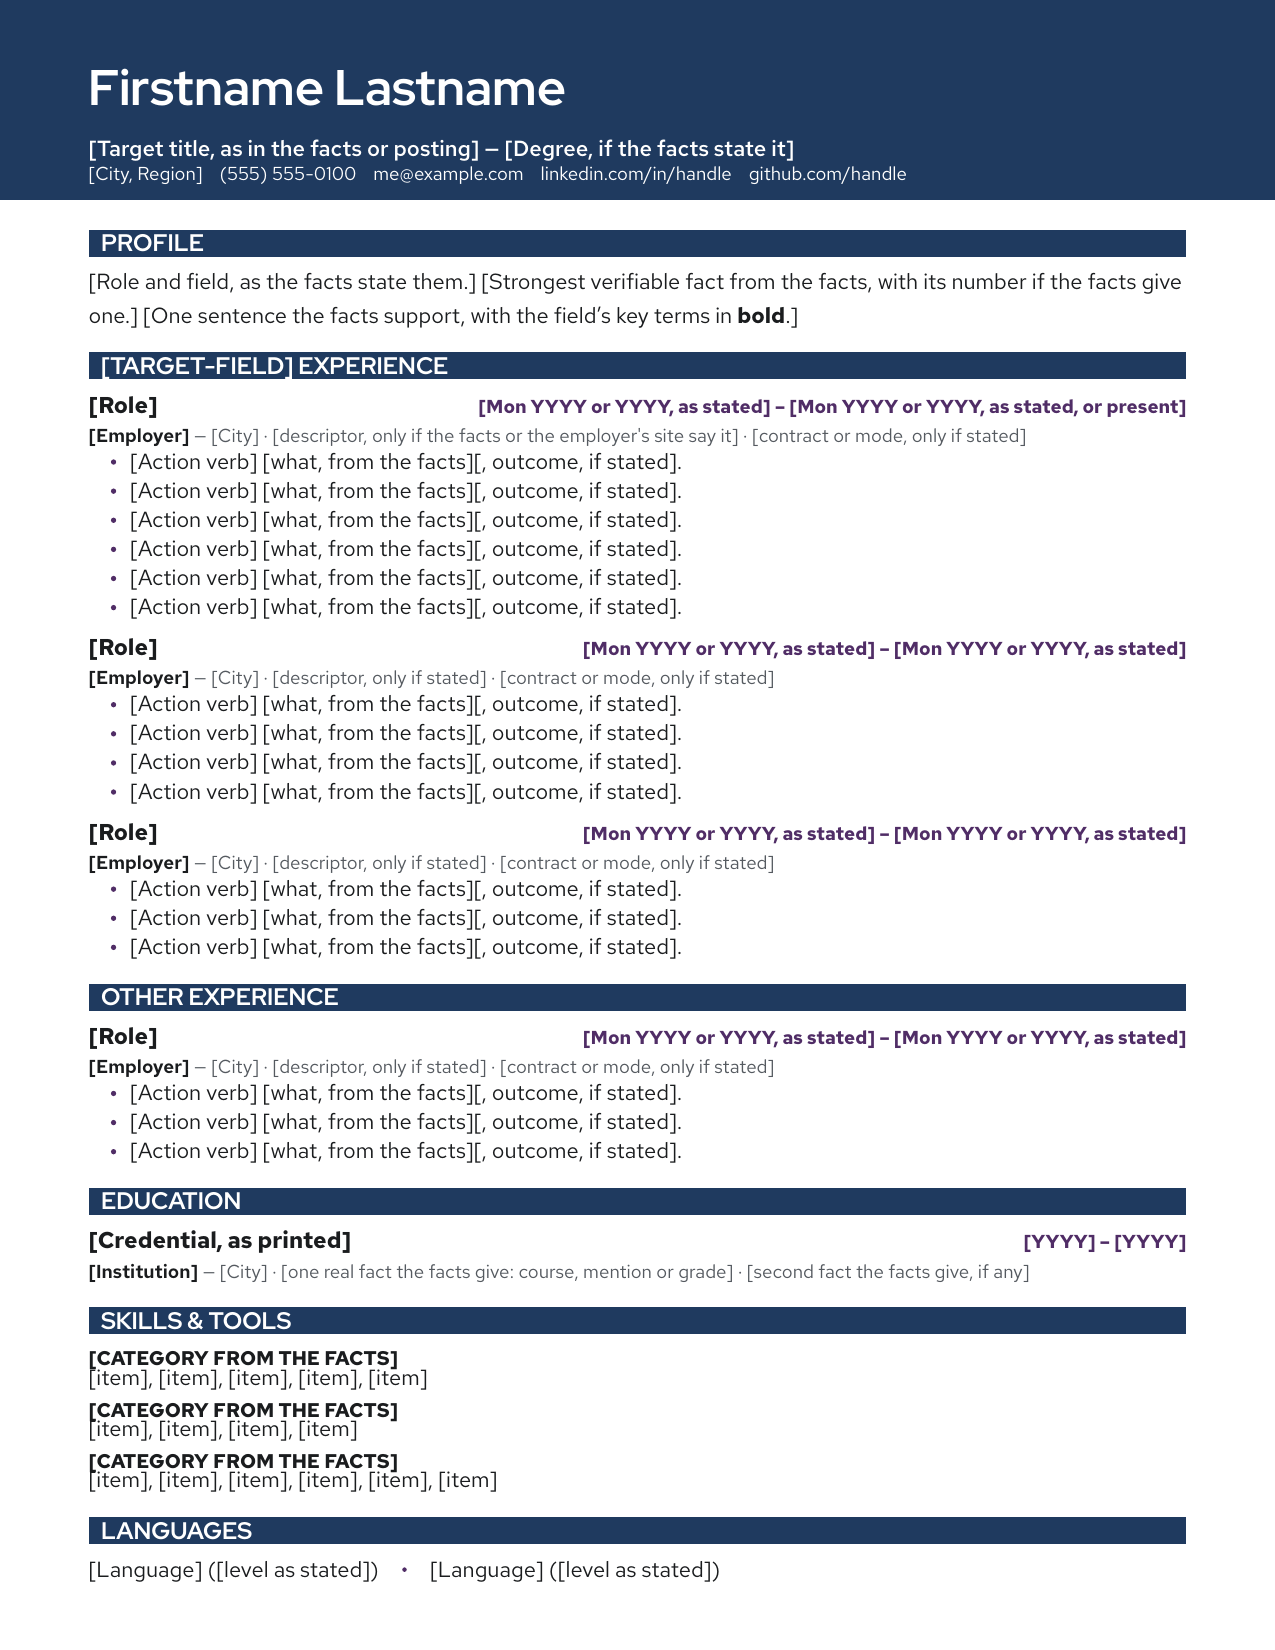 Firstname Lastname
[Target title, as in the facts or posting] — [Degree, if the facts state it]
[City, Region] (555) 555-0100 me@example.com linkedin.com/in/handle github.com/handle
PROFILE
[Role and field, as the facts state them.] [Strongest verifiable fact from the facts, with its number if the facts give
one.] [One sentence the facts support, with the field’s key terms in bold.]
[TARGET-FIELD] EXPERIENCE
[Role] [Mon YYYY or YYYY, as stated] – [Mon YYYY or YYYY, as stated, or present]
[Employer] — [City] · [descriptor, only if the facts or the employer's site say it] · [contract or mode, only if stated]
• [Action verb] [what, from the facts][, outcome, if stated].
• [Action verb] [what, from the facts][, outcome, if stated].
• [Action verb] [what, from the facts][, outcome, if stated].
• [Action verb] [what, from the facts][, outcome, if stated].
• [Action verb] [what, from the facts][, outcome, if stated].
• [Action verb] [what, from the facts][, outcome, if stated].
[Role] [Mon YYYY or YYYY, as stated] – [Mon YYYY or YYYY, as stated]
[Employer] — [City] · [descriptor, only if stated] · [contract or mode, only if stated]
• [Action verb] [what, from the facts][, outcome, if stated].
• [Action verb] [what, from the facts][, outcome, if stated].
• [Action verb] [what, from the facts][, outcome, if stated].
• [Action verb] [what, from the facts][, outcome, if stated].
[Role] [Mon YYYY or YYYY, as stated] – [Mon YYYY or YYYY, as stated]
[Employer] — [City] · [descriptor, only if stated] · [contract or mode, only if stated]
• [Action verb] [what, from the facts][, outcome, if stated].
• [Action verb] [what, from the facts][, outcome, if stated].
• [Action verb] [what, from the facts][, outcome, if stated].
OTHER EXPERIENCE
[Role] [Mon YYYY or YYYY, as stated] – [Mon YYYY or YYYY, as stated]
[Employer] — [City] · [descriptor, only if stated] · [contract or mode, only if stated]
• [Action verb] [what, from the facts][, outcome, if stated].
• [Action verb] [what, from the facts][, outcome, if stated].
• [Action verb] [what, from the facts][, outcome, if stated].
EDUCATION
[Credential, as printed] [YYYY] – [YYYY]
[Institution] — [City] · [one real fact the facts give: course, mention or grade] · [second fact the facts give, if any]
SKILLS & TOOLS
[CATEGORY FROM THE FACTS]
[item], [item], [item], [item], [item]
[CATEGORY FROM THE FACTS]
[item], [item], [item], [item]
[CATEGORY FROM THE FACTS]
[item], [item], [item], [item], [item], [item]
LANGUAGES
[Language] ([level as stated]) • [Language] ([level as stated])